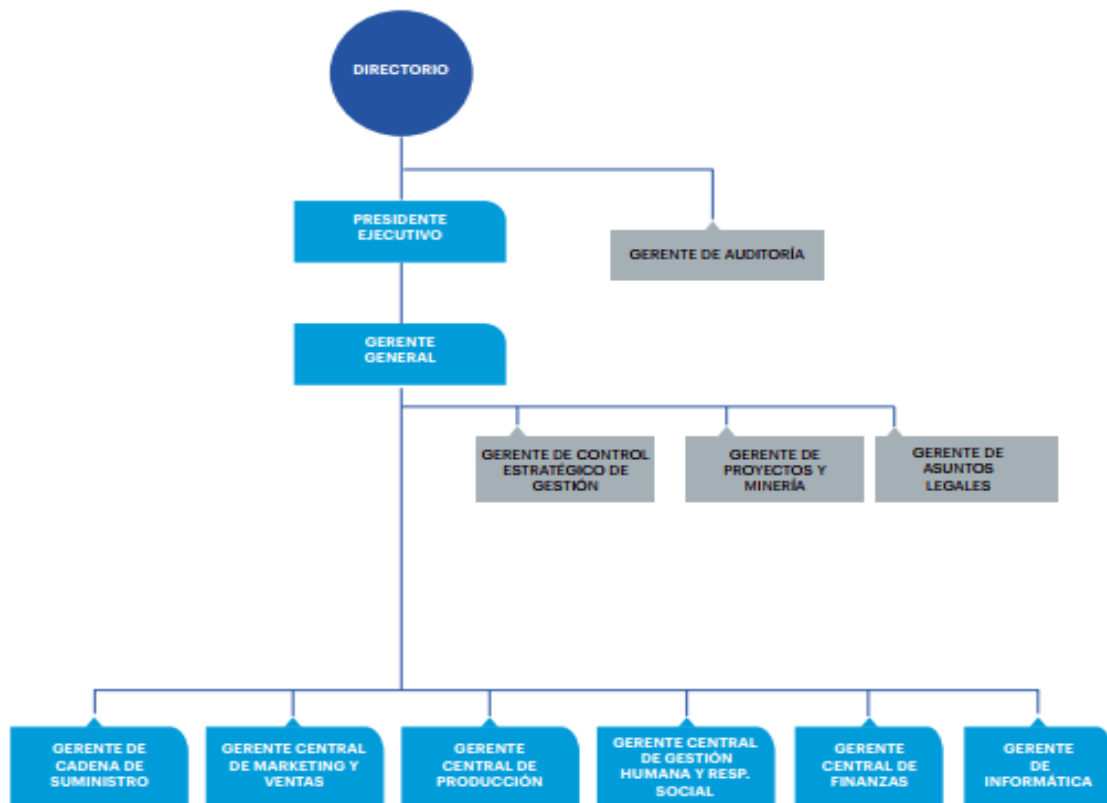 DIRECTORIO
PRESIDENTE
EJECUTIVO
GERENTE DE AUDITORÍA
GERENTE
GENERAL
GERENTE DE CONTROL
ESTRATÉGICO DE
GESTIÓN
GERENTE DE
PROYECTOS Y
MINERÍA
GERENTE DE
ASUNTOS
LEGALES
GERENTE DE
CADENA DE
SUMINISTRO
GERENTE CENTRAL
DE MARKETING Y
VENTAS
GERENTE
CENTRAL DE
PRODUCCIÓN
GERENTE CENTRAL
DE GESTIÓN
HUMANA Y RESP.
SOCIAL
GERENTE
CENTRAL DE
FINANZAS
GERENTE
DE
INFORMÁTICA